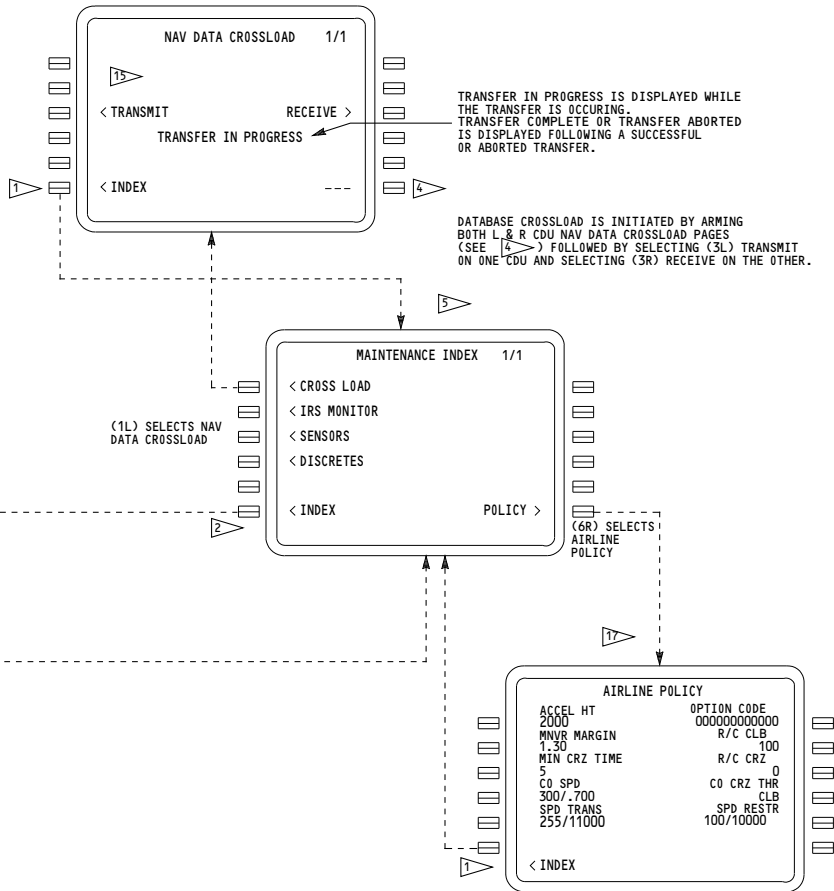 NAV DATA CROSSLOAD 1/1
15
< TRANSMIT RECEIVE >
TRANSFER IN PROGRESS
1 < INDEX --- 4
TRANSFER IN PROGRESS IS DISPLAYED WHILE
THE TRANSFER IS OCCURING.
TRANSFER COMPLETE OR TRANSFER ABORTED
IS DISPLAYED FOLLOWING A SUCCESSFUL
OR ABORTED TRANSFER.
DATABASE CROSSLOAD IS INITIATED BY ARMING
BOTH L & R CDU NAV DATA CROSSLOAD PAGES
(SEE 4 ) FOLLOWED BY SELECTING (3L) TRANSMIT
ON ONE CDU AND SELECTING (3R) RECEIVE ON THE OTHER.
5
MAINTENANCE INDEX 1/1
< CROSS LOAD
< IRS MONITOR
< SENSORS
< DISCRETES
< INDEX POLICY >
(1L) SELECTS NAV
DATA CROSSLOAD
2
(6R) SELECTS
AIRLINE
POLICY
17
AIRLINE POLICY
ACCEL HT OPTION CODE
2000 000000000000
MNVR MARGIN R/C CLB
1.30 100
MIN CRZ TIME R/C CRZ
5 0
CO SPD CO CRZ THR
300/.700 CLB
SPD TRANS SPD RESTR
255/11000 100/10000
1 < INDEX